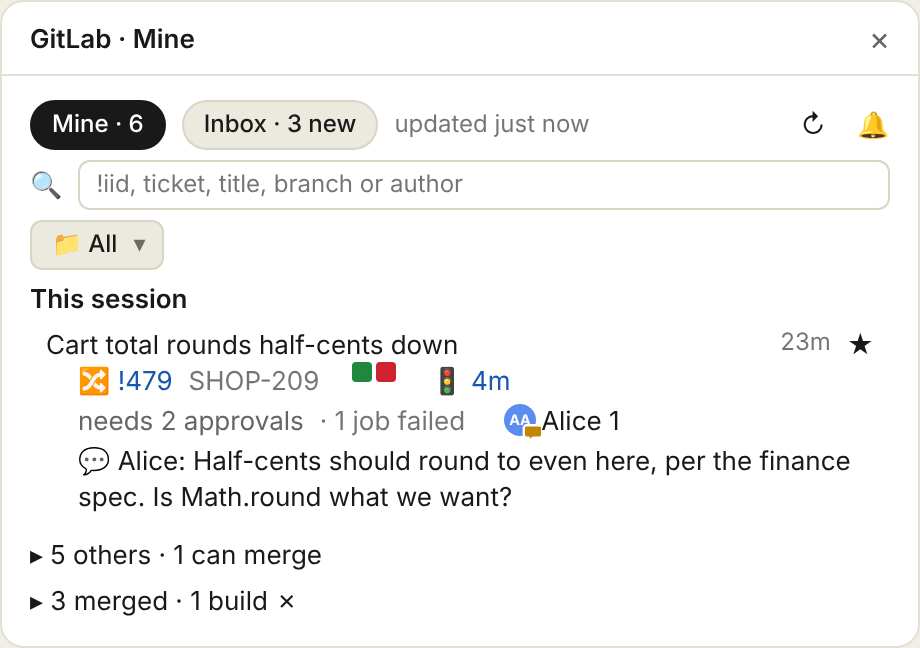 GitLab · Mine ×
Mine · 6 Inbox · 3 new updated just now
!iid, ticket, title, branch or author
All ▾
This session
Cart total rounds half-cents down 23m ★
!479 SHOP-209 4m
needs 2 approvals · 1 job failed AA Alice 1
Alice: Half-cents should round to even here, per the finance
spec. Is Math.round what we want?
▸ 5 others · 1 can merge
▸ 3 merged · 1 build ×